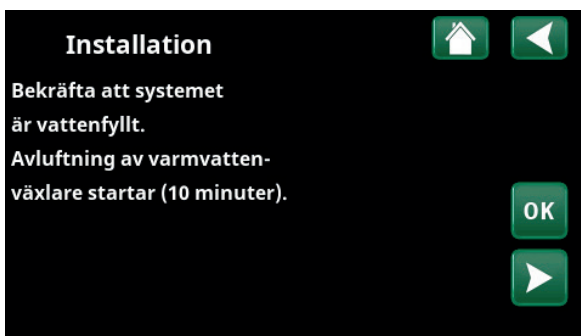 Installation
Bekräfta att systemet
är vattenfyllt.
Avluftning av varmvatten-
växlare startar (10 minuter).
OK